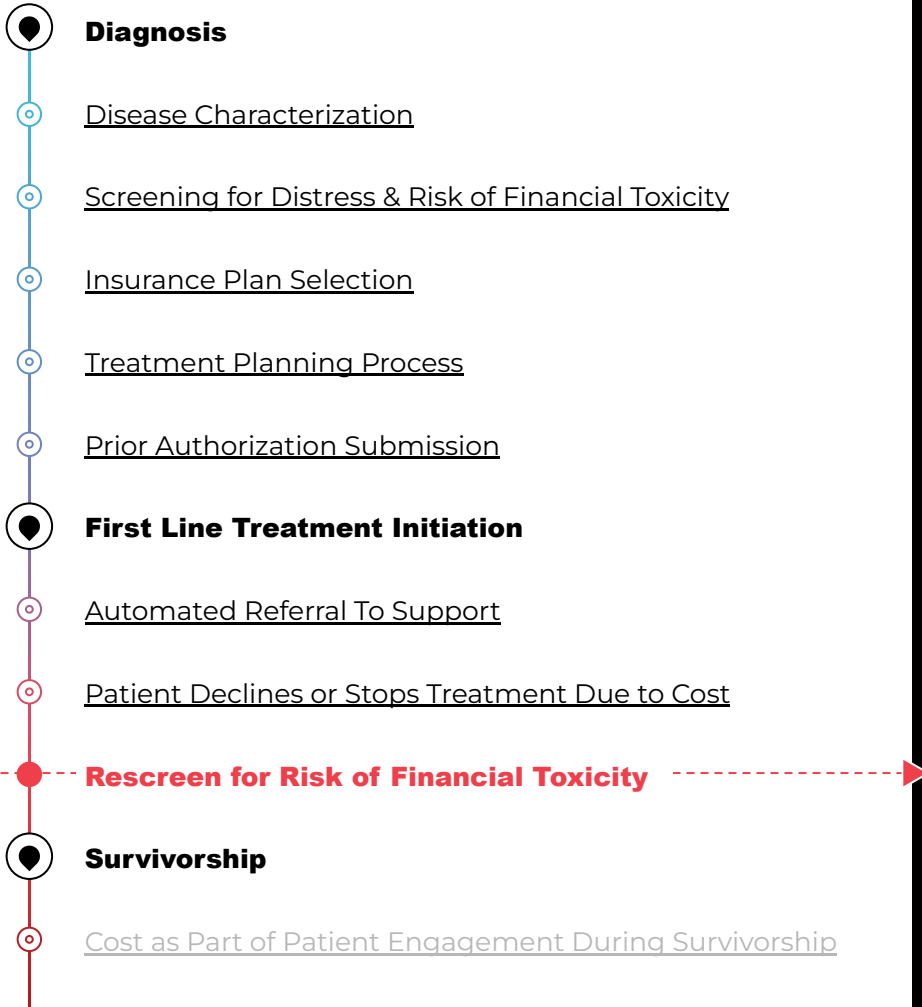 Diagnosis
Disease Characterization
Screening for Distress & Risk of Financial Toxicity
Insurance Plan Selection
Treatment Planning Process
Prior Authorization Submission
First Line Treatment Initiation
Automated Referral To Support
Patient Declines or Stops Treatment Due to Cost
Rescreen for Risk of Financial Toxicity
Survivorship
Cost as Part of Patient Engagement During Survivorship